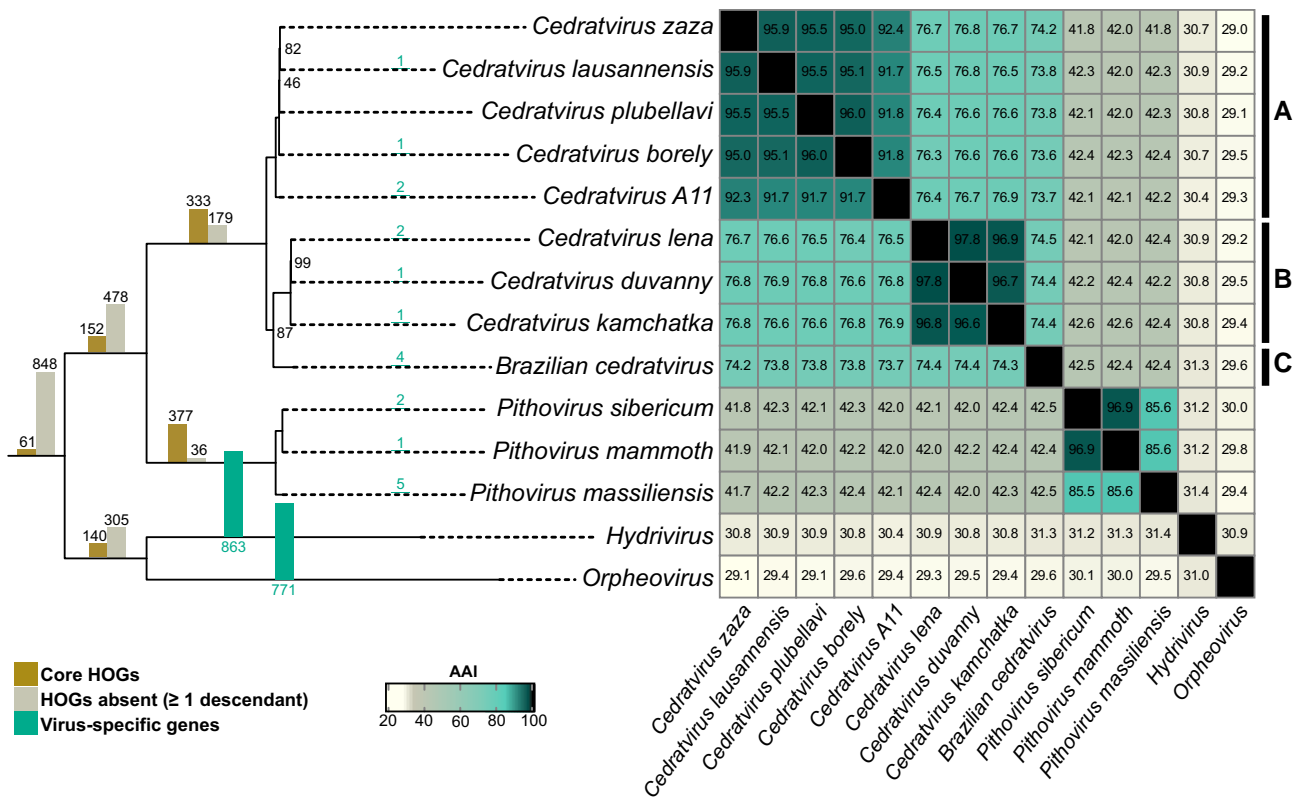 Cedratvirus zaza 95.9 95.5 95.0 92.4 76.7 76.8 76.7 74.2 41.8 42.0 41.8 30.7 29.0
82
1 Cedratvirus lausannensis 95.9 95.5 95.1 91.7 76.5 76.8 76.5 73.8 42.3 42.0 42.3 30.9 29.2
46
Cedratvirus plubellavi 95.5 95.5 96.0 91.8 76.4 76.6 76.6 73.8 42.1 42.0 42.3 30.8 29.1
A
1 Cedratvirus borely 95.0 95.1 96.0 91.8 76.3 76.6 76.6 73.6 42.4 42.3 42.4 30.7 29.5
2 Cedratvirus A11 92.3 91.7 91.7 91.7 76.4 76.7 76.9 73.7 42.1 42.1 42.2 30.4 29.3
333
179
2 Cedratvirus lena 76.7 76.6 76.5 76.4 76.5 97.8 96.9 74.5 42.1 42.0 42.4 30.9 29.2
99
1 Cedratvirus duvanny 76.8 76.9 76.8 76.6 76.8 97.8 96.7 74.4 42.2 42.4 42.2 30.8 29.5
B
478
1 Cedratvirus kamchatka 76.8 76.6 76.6 76.8 76.9 96.8 96.6 74.4 42.6 42.6 42.4 30.8 29.4
152
87
848
4 Brazilian cedratvirus 74.2 73.8 73.8 73.8 73.7 74.4 74.4 74.3 42.5 42.4 42.4 31.3 29.6
C
2 Pithovirus sibericum 41.8 42.3 42.1 42.3 42.0 42.1 42.0 42.4 42.5 96.9 85.6 31.2 30.0
377
61
36
1 Pithovirus mammoth 41.9 42.1 42.0 42.2 42.0 42.0 42.2 42.4 42.4 96.9 85.6 31.2 29.8
5 Pithovirus massiliensis 41.7 42.2 42.3 42.4 42.1 42.4 42.0 42.3 42.5 85.5 85.6 31.4 29.4
305
140
Hydrivirus 30.8 30.9 30.9 30.8 30.4 30.9 30.8 30.8 31.3 31.2 31.3 31.4 30.9
863
Orpheovirus 29.1 29.4 29.1 29.6 29.4 29.3 29.5 29.4 29.6 30.1 30.0 29.5 31.0
771
Cedratvirus zaza
Cedratvirus lausannensis
Cedratvirus plubellavi
Cedratvirus borely
Cedratvirus A11
Cedratvirus lena
Cedratvirus duvanny
Cedratvirus kamchatka
Brazilian cedratvirus
Pithovirus sibericum
Pithovirus mammoth
Pithovirus massiliensis
Hydrivirus
Orpheovirus
Core HOGs
HOGs absent (≥ 1 descendant)
Virus-specific genes
AAI
20 40 60 80 100